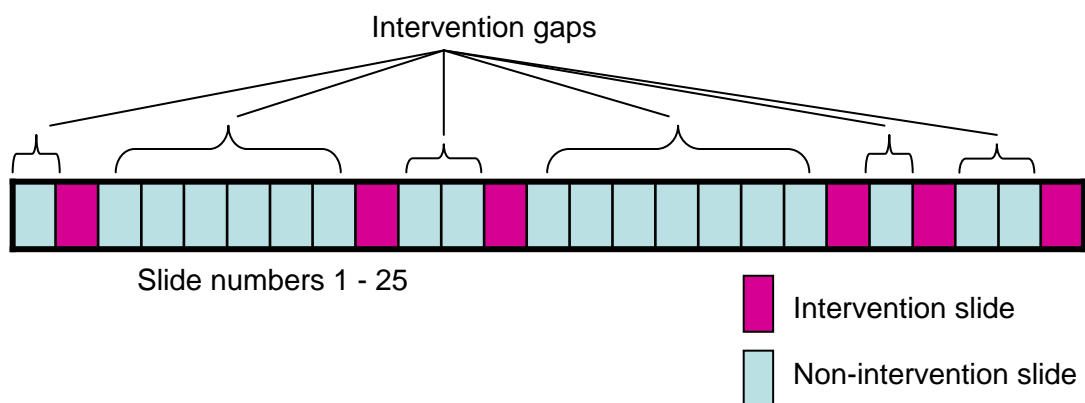 Intervention gaps
Slide numbers 1 - 25
Intervention slide
Non-intervention slide